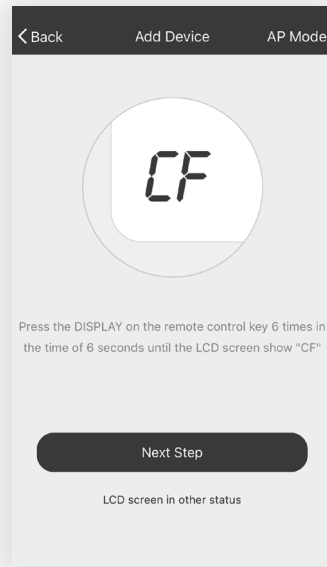 Back Add Device AP Mode
CF
Press the DISPLAY on the remote control key 6 times in
the time of 6 seconds until the LCD screen show "CF"
Next Step
LCD screen in other status